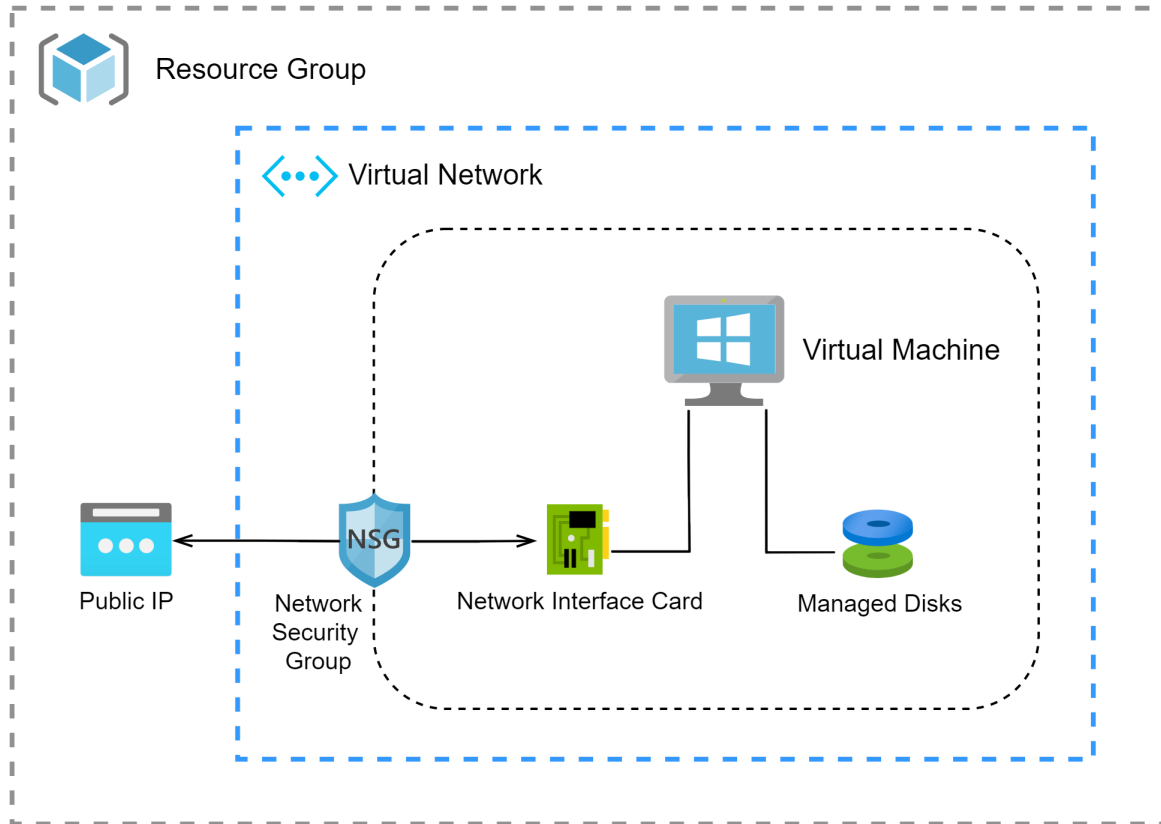 Resource Group
Virtual Network
Virtual Machine
NSG
Public IP
Network
Security
Group
Network Interface Card
Managed Disks